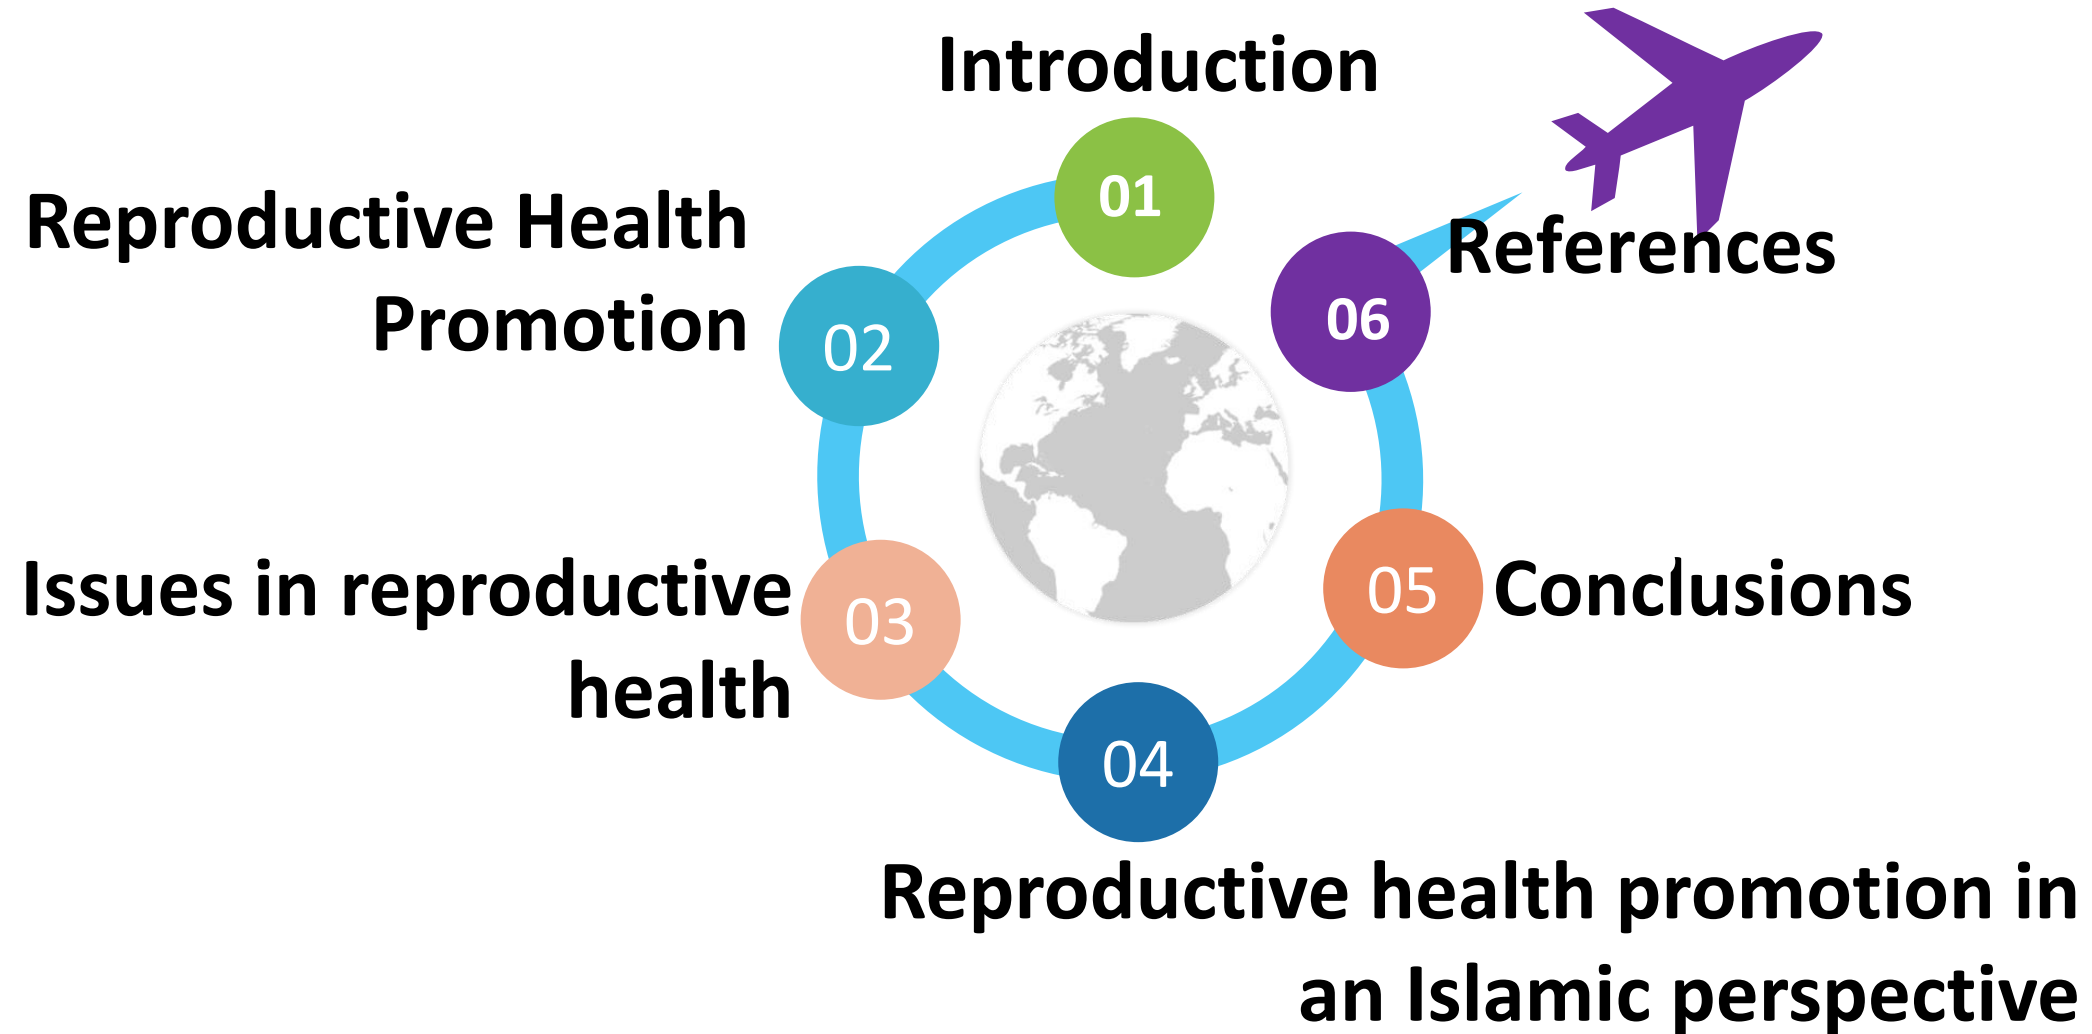 Introduction
01
Reproductive Health
Promotion
02
Issues in reproductive
health
03
04
Reproductive health promotion in
an Islamic perspective
05
Conclusions
06
References